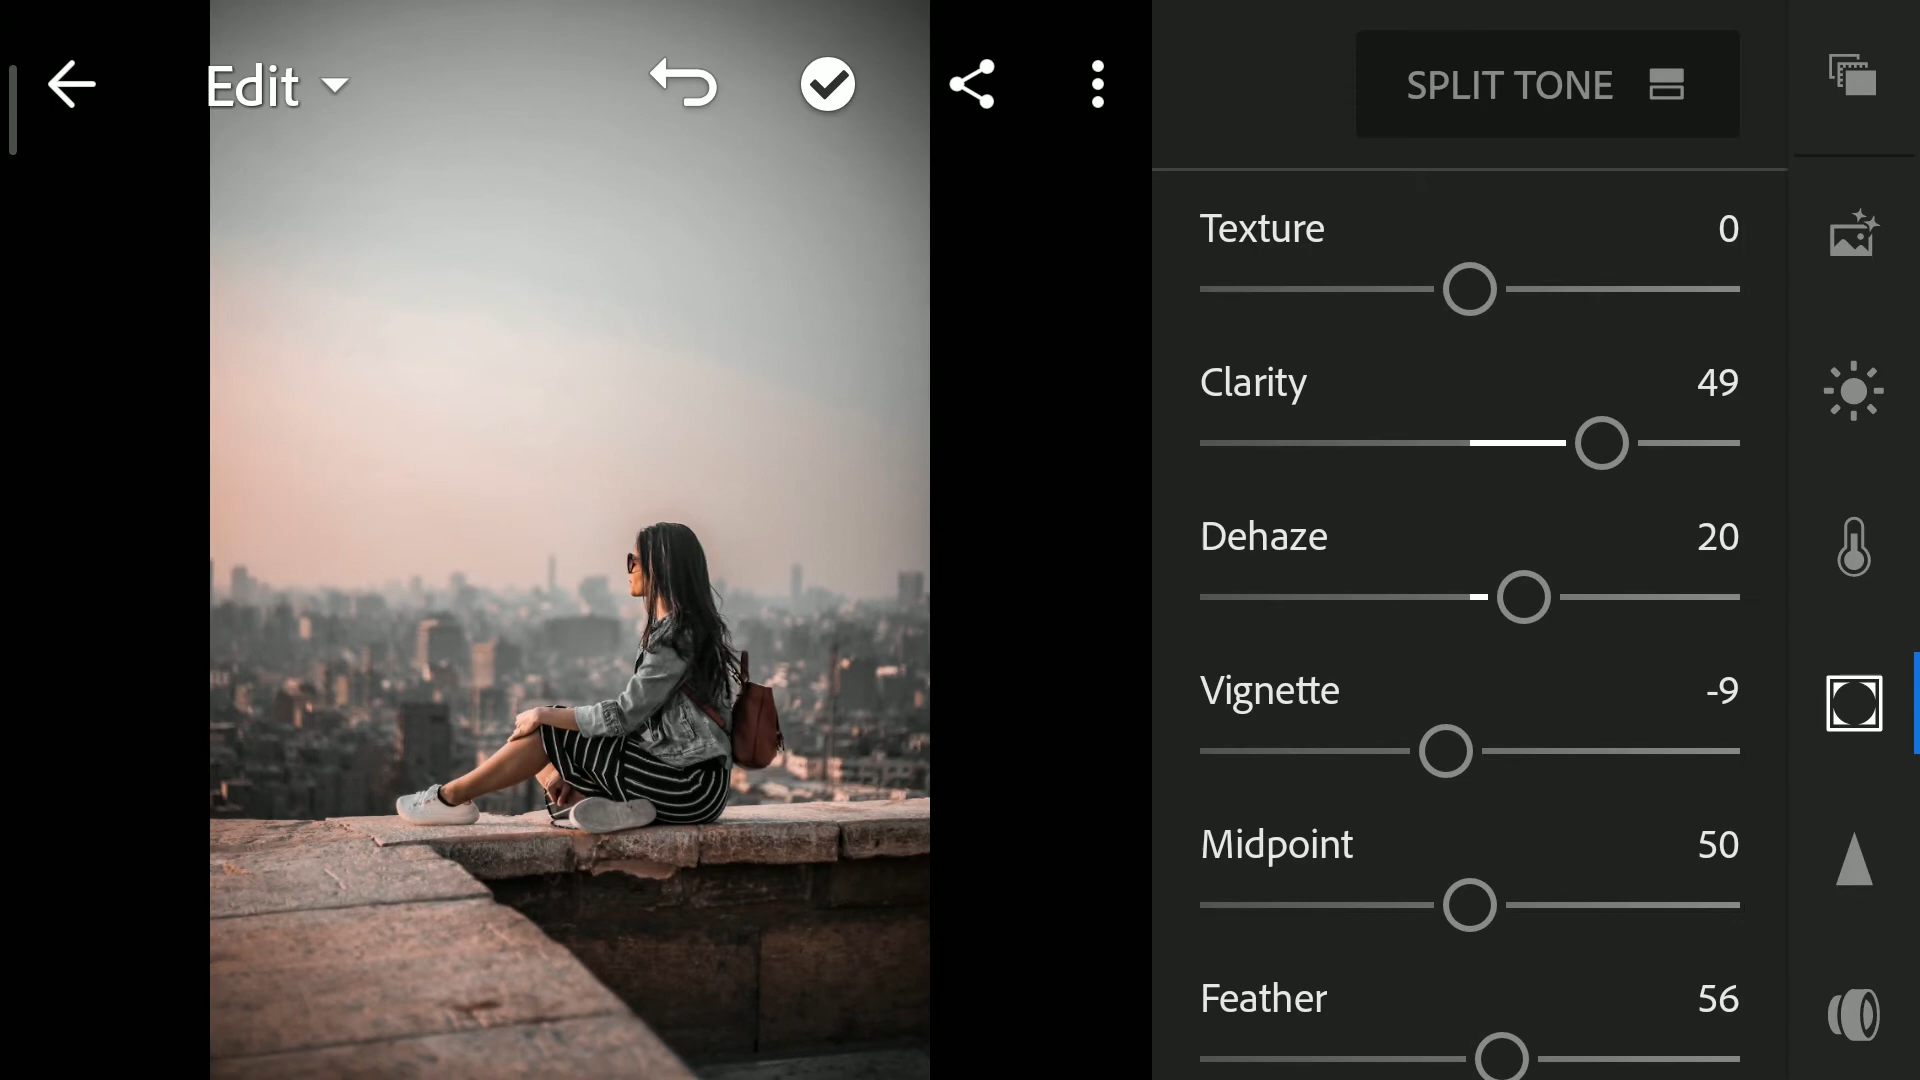 Edit
SPLIT TONE
Texture 0
Clarity 49
Dehaze 20
Vignette -9
Midpoint 50
Feather 56